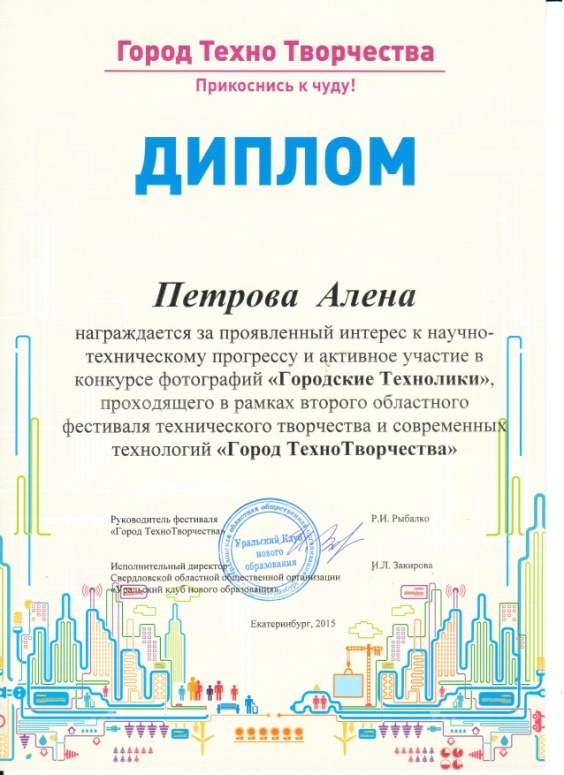 Город Техно Творчества
Прикоснись к чуду!
ДИПЛОМ
Петрова Алена
награждается за проявленный интерес к научно-
техническому прогрессу и активное участие в
конкурсе фотографий «Городские Технолики»,
проходящего в рамках второго областного
фестиваля технического творчества и современных
технологий «Город ТехноТворчества»
Руководитель фестиваля
«Город ТехноТворчества»
Р.И. Рыбалко
Уральский Клуб
нового
образования
Исполнительный директор
Свердловской областной общественной организации
«Уральский клуб нового образования»
И.Л. Закирова
Екатеринбург, 2015